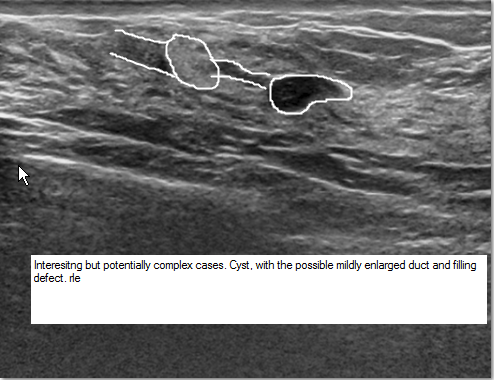 Interesitng but potentially complex cases. Cyst, with the possible mildly enlarged duct and filling
defect. rle